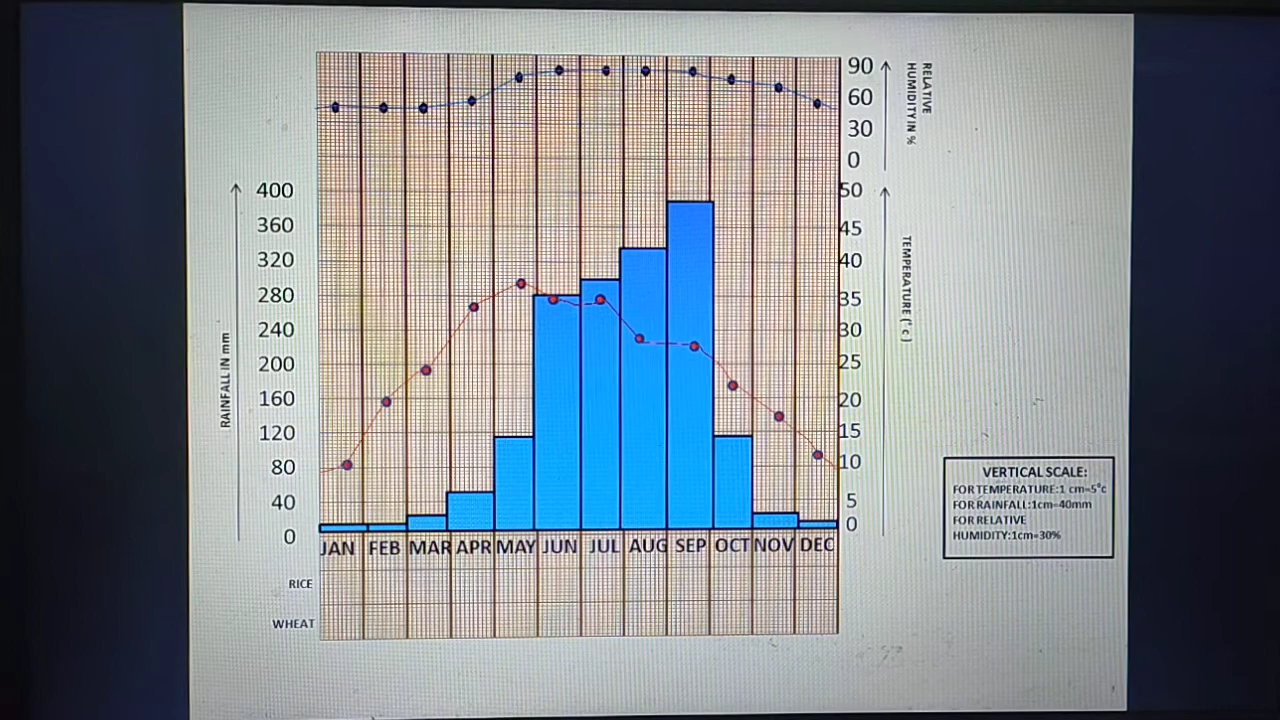 90
60
30
0
RELATIVE
HUMIDITY IN %
400
360
320
280
240
200
160
120
80
40
0
RAINFALL IN mm
50
45
40
35
30
25
20
15
10
5
0
TEMPERATURE (°c)
JAN FEB MAR APR MAY JUN JUL AUG SEP OCT NOV DEC
RICE
WHEAT
VERTICAL SCALE:
FOR TEMPERATURE:1 cm=5°c
FOR RAINFALL:1cm=40mm
FOR RELATIVE
HUMIDITY:1cm=30%